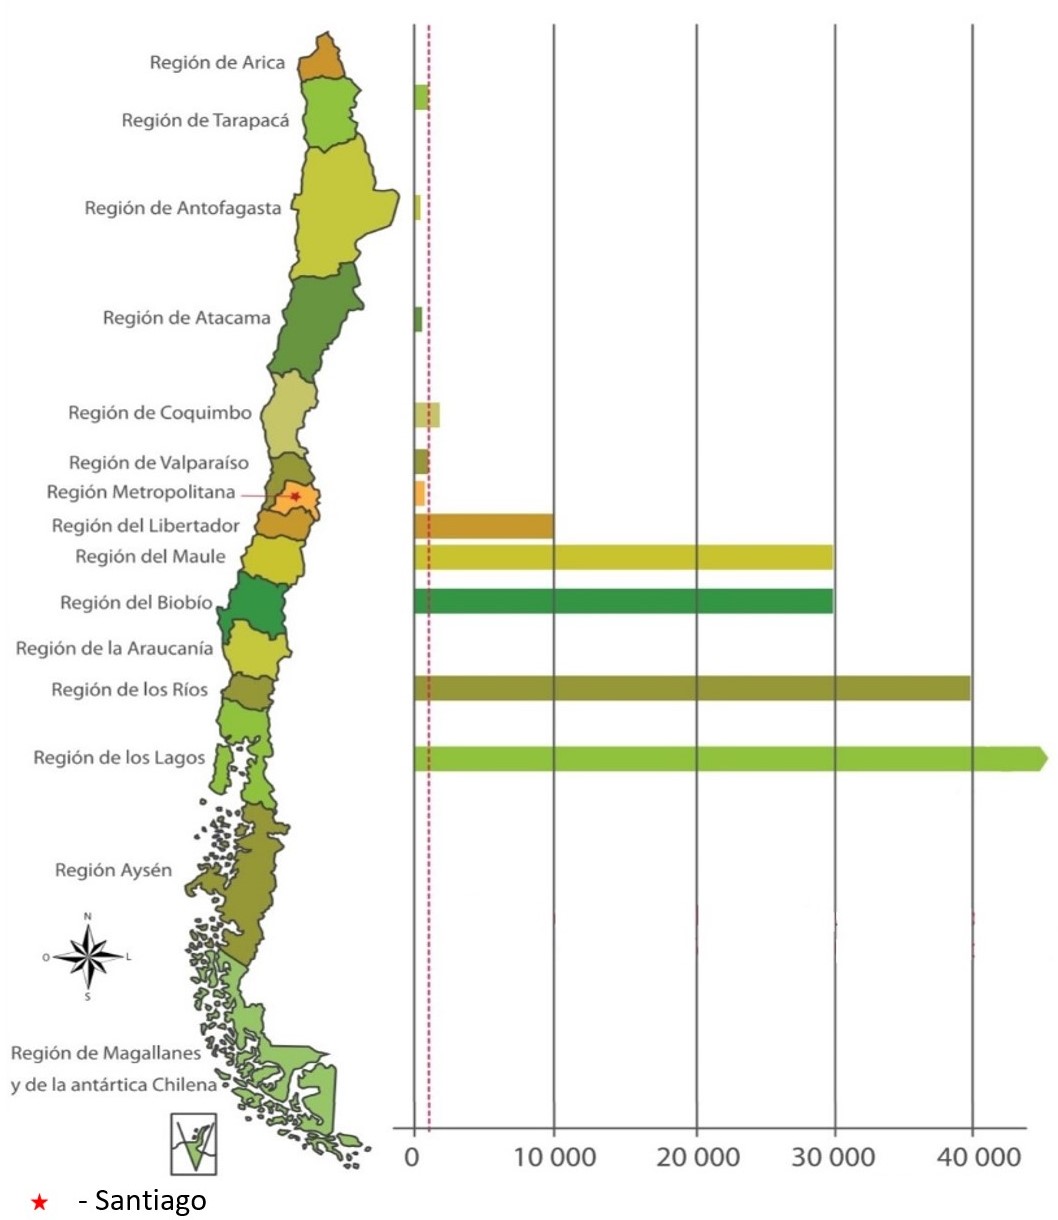 Región de Arica
Región de Tarapacá
Región de Antofagasta
Región de Atacama
Región de Coquimbo
Región de Valparaíso
Región Metropolitana
Región del Libertador
Región del Maule
Región del Biobío
Región de la Araucanía
Región de los Ríos
Región de los Lagos
Región Aysén
N
O L
S
Región de Magallanes
y de la antártica Chilena
0 10 000 20 000 30 000 40 000
- Santiago